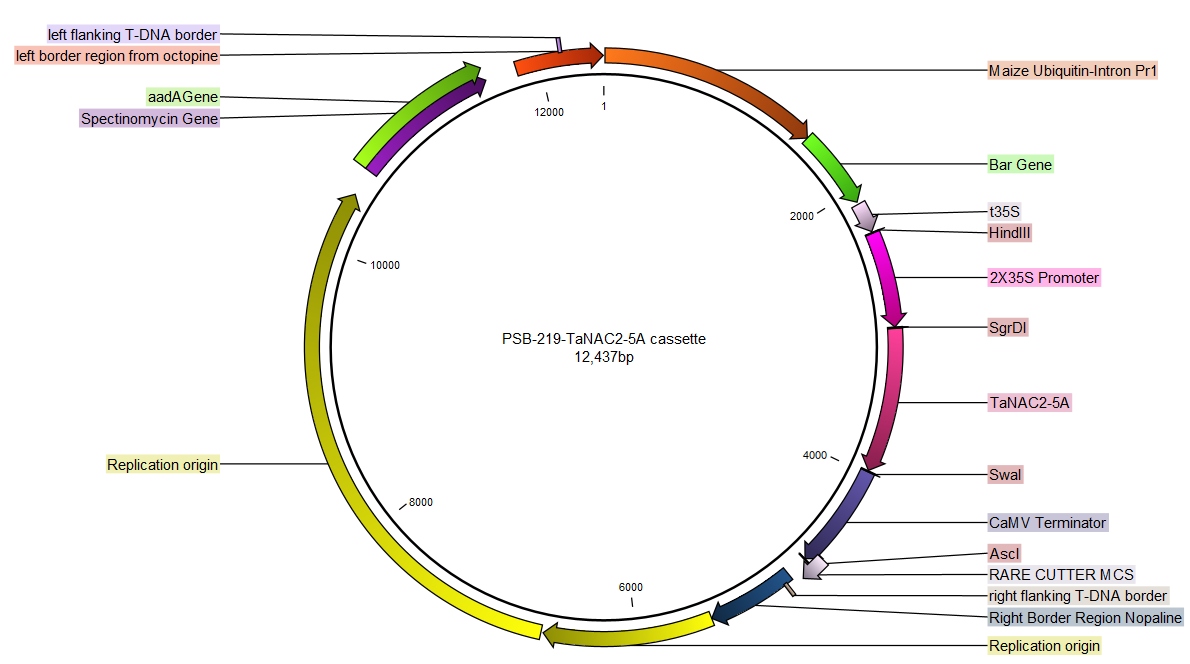 left flanking T-DNA border
left border region from octopine
aadAGene
Spectinomycin Gene
Replication origin
12000
1
2000
4000
6000
8000
10000
PSB-219-TaNAC2-5A cassette
12,437bp
Maize Ubiquitin-Intron Pr1
Bar Gene
t35S
HindIII
2X35S Promoter
SgrDI
TaNAC2-5A
SwaI
CaMV Terminator
AscI
RARE CUTTER MCS
right flanking T-DNA border
Right Border Region Nopaline
Replication origin